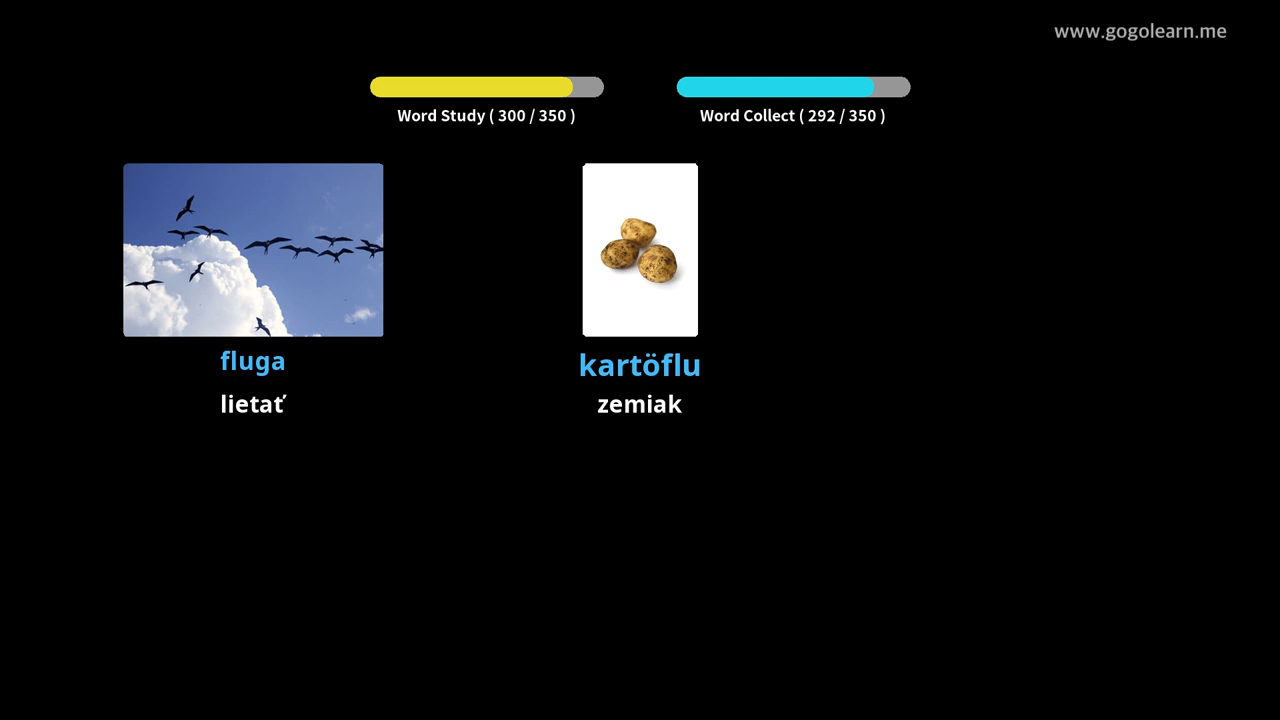 www.gogolearn.me
Word Study ( 300 / 350 )
Word Collect ( 292 / 350 )
fluga
lietať
kartöflu
zemiak